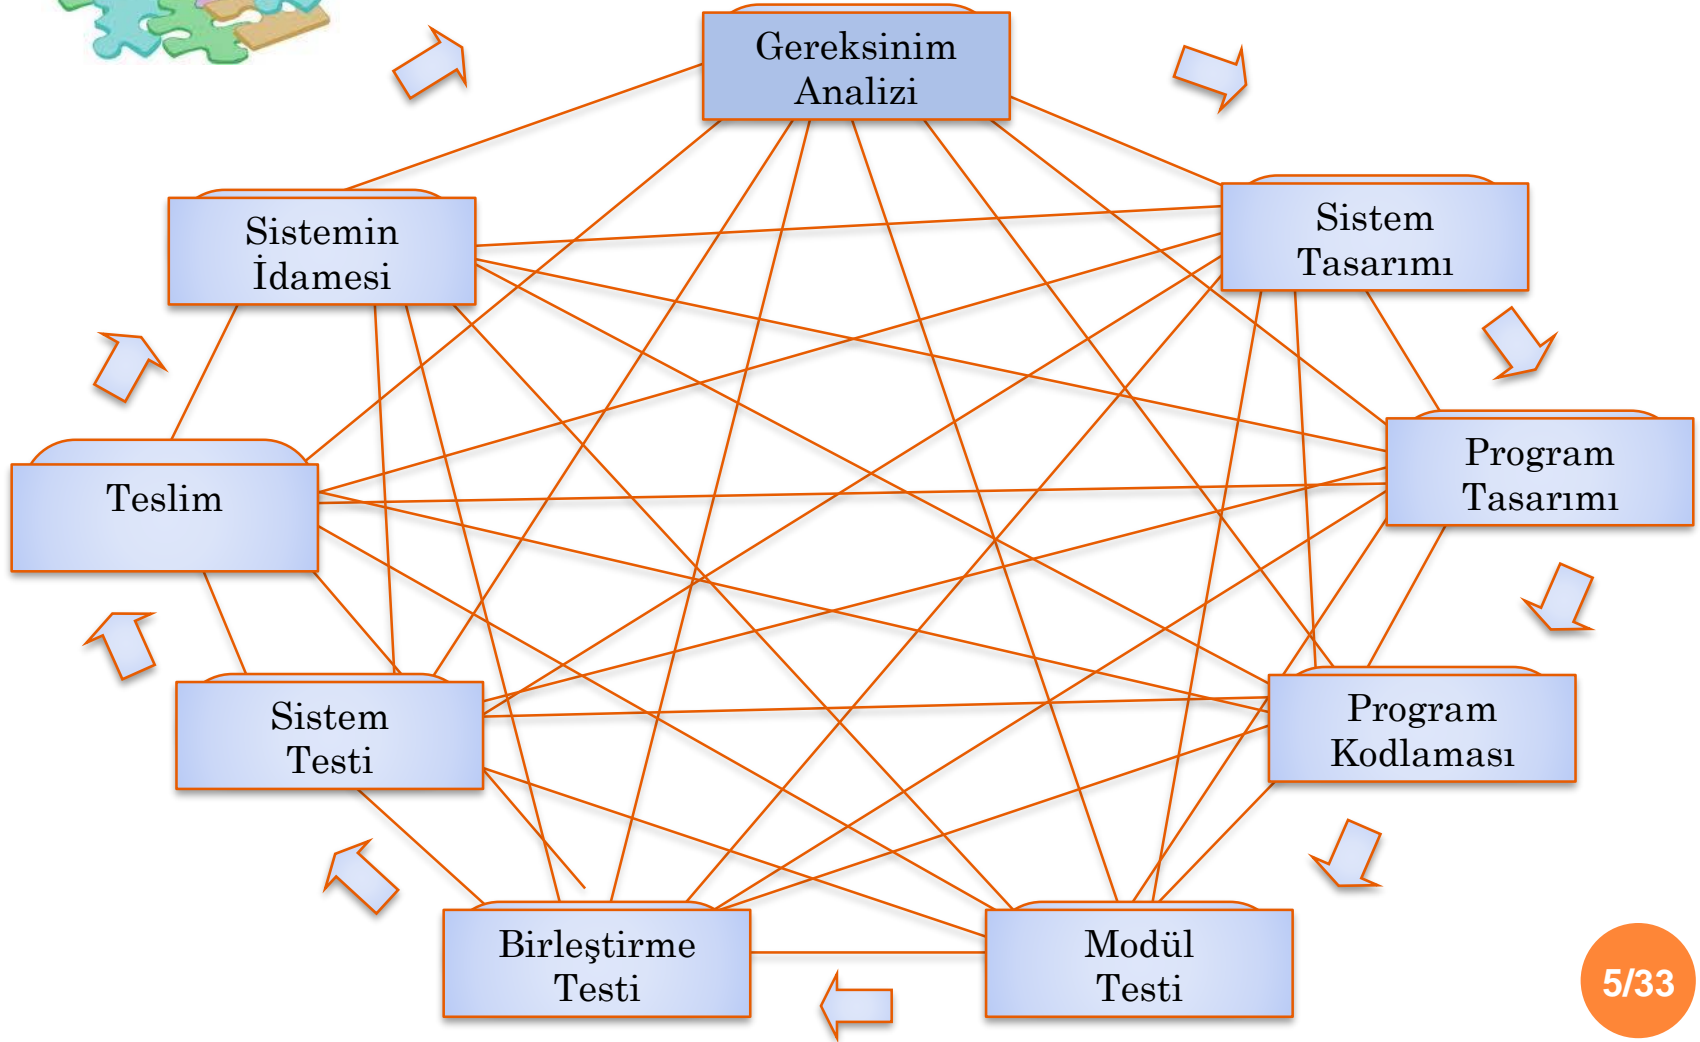 Gereksinim
Analizi
Sistemin
İdamesi
Sistem
Tasarımı
Teslim
Program
Tasarımı
Sistem
Testi
Program
Kodlaması
Birleştirme
Testi
Modül
Testi
5/33